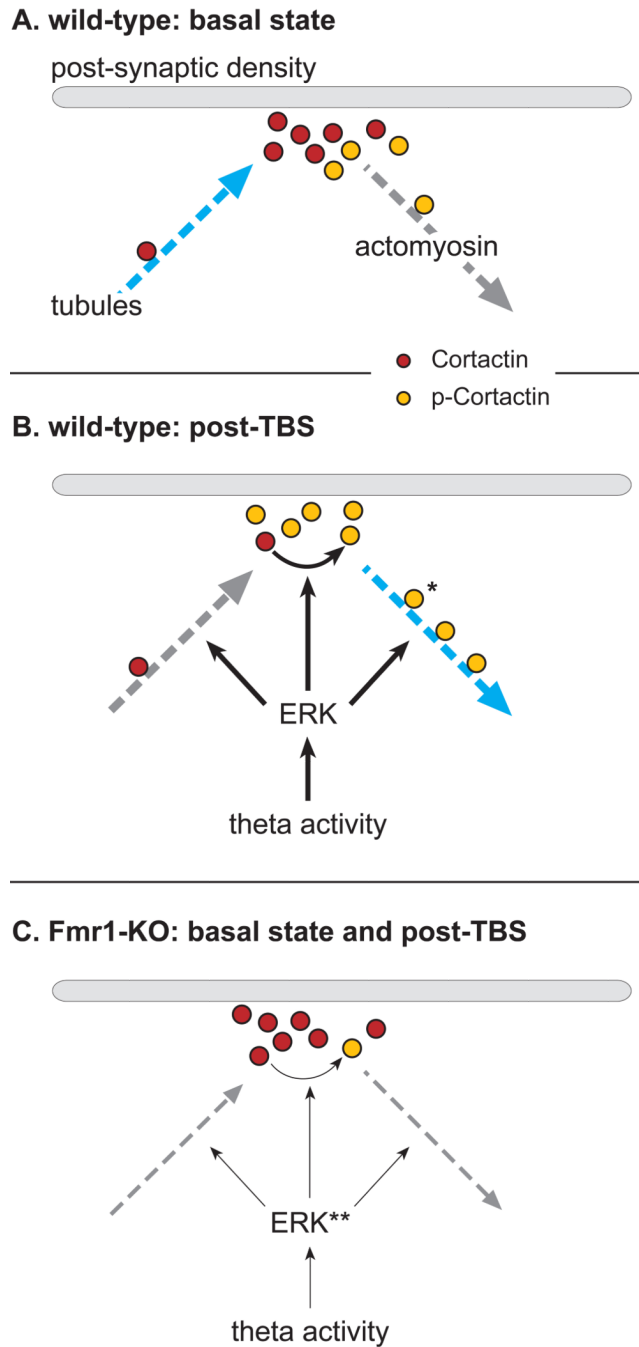 A. wild-type: basal state
post-synaptic density
actomyosin
tubules
Cortactin
p-Cortactin
B. wild-type: post-TBS
*
ERK
theta activity
C. Fmr1-KO: basal state and post-TBS
ERK**
theta activity